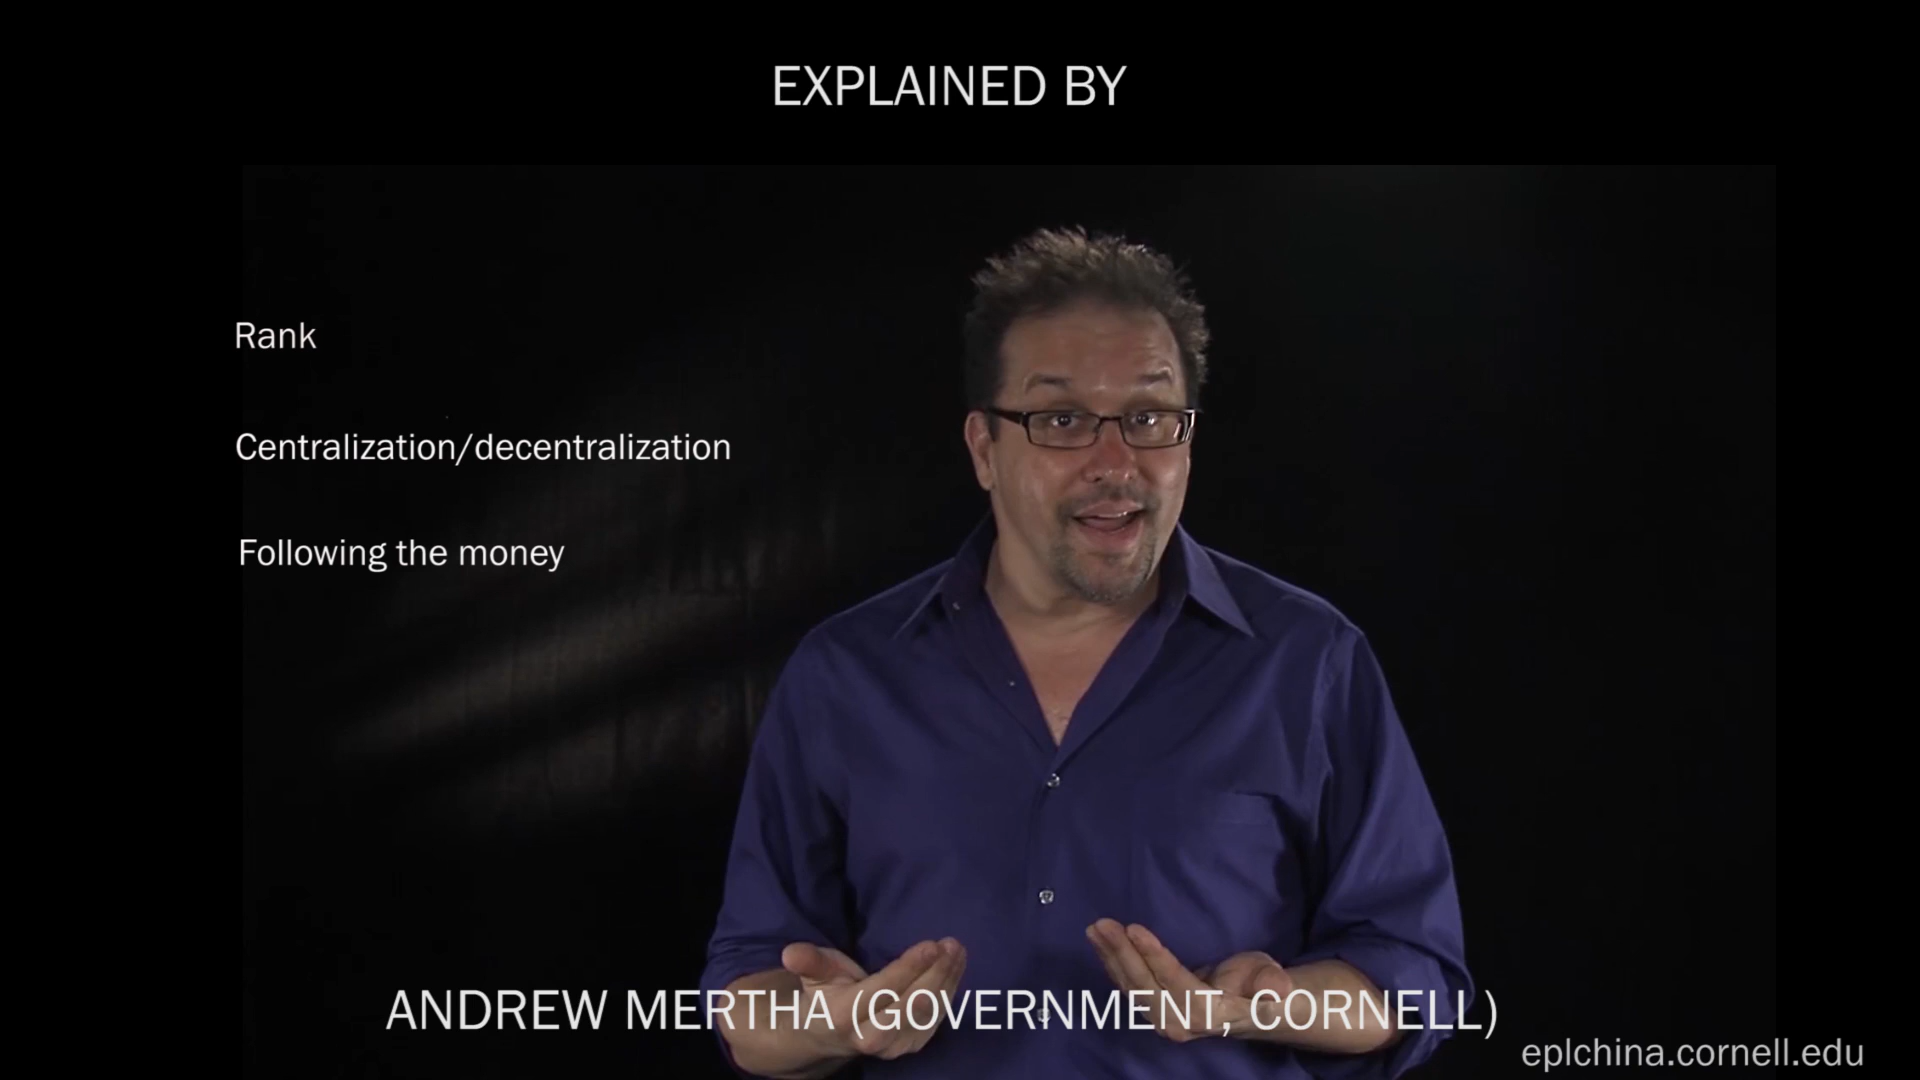 EXPLAINED BY
Rank
Centralization/decentralization
Following the money
ANDREW MERTHA (GOVERNMENT, CORNELL)
eplchina.cornell.edu